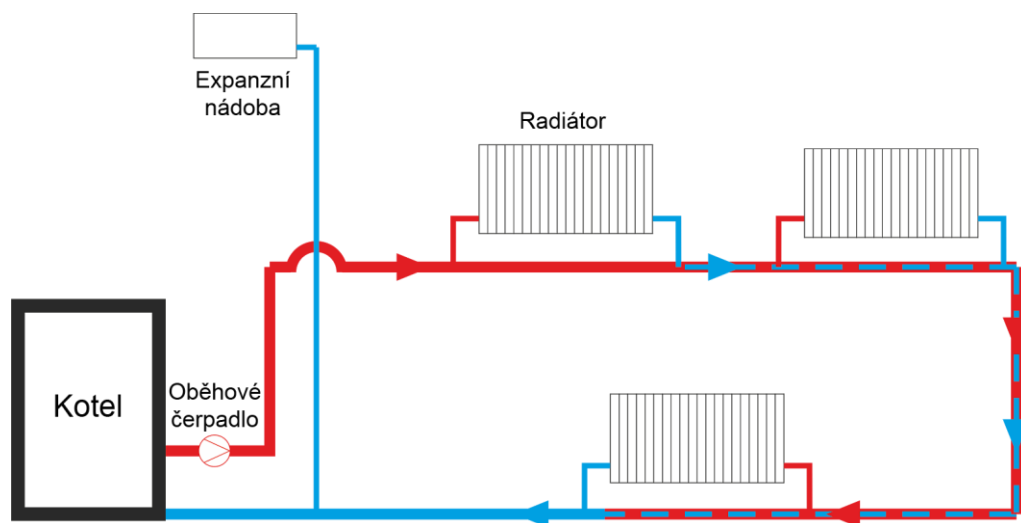 Expanzní
nádoba
Radiátor
Kotel
Oběhové
čerpadlo